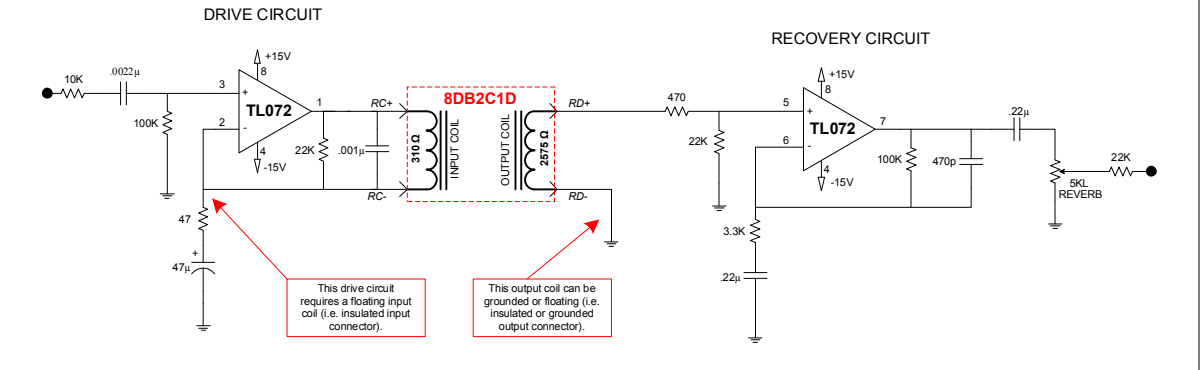 DRIVE CIRCUIT
RECOVERY CIRCUIT
10K
.0022µ
100K
3
2
+
-
TL072
+15V
8
4
-15V
1
22K
.001µ
RC+
RC-
8DB2C1D
310 Ω
INPUT COIL
OUTPUT COIL
2575 Ω
RD+
RD-
47
+
47µ
470
22K
5
6
+
-
TL072
+15V
8
4
-15V
7
100K
470p
.22µ
5KL
REVERB
22K
3.3K
.22µ
This drive circuit
requires a floating input
coil (i.e. insulated input
connector).
This output coil can be
grounded or floating (i.e.
insulated or grounded
output connector).